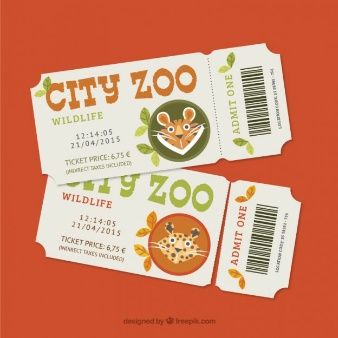 CITY ZOO
WILDLIFE
12:14:05
21/04/2015
TICKET PRICE: 6,75 €
(INDIRECT TAXES)
ADMIT ONE
CITY ZOO
WILDLIFE
12:14:05
21/04/2015
TICKET PRICE: 6,75 €
(INDIRECT TAXES)
ADMIT ONE
designed by freepik.com